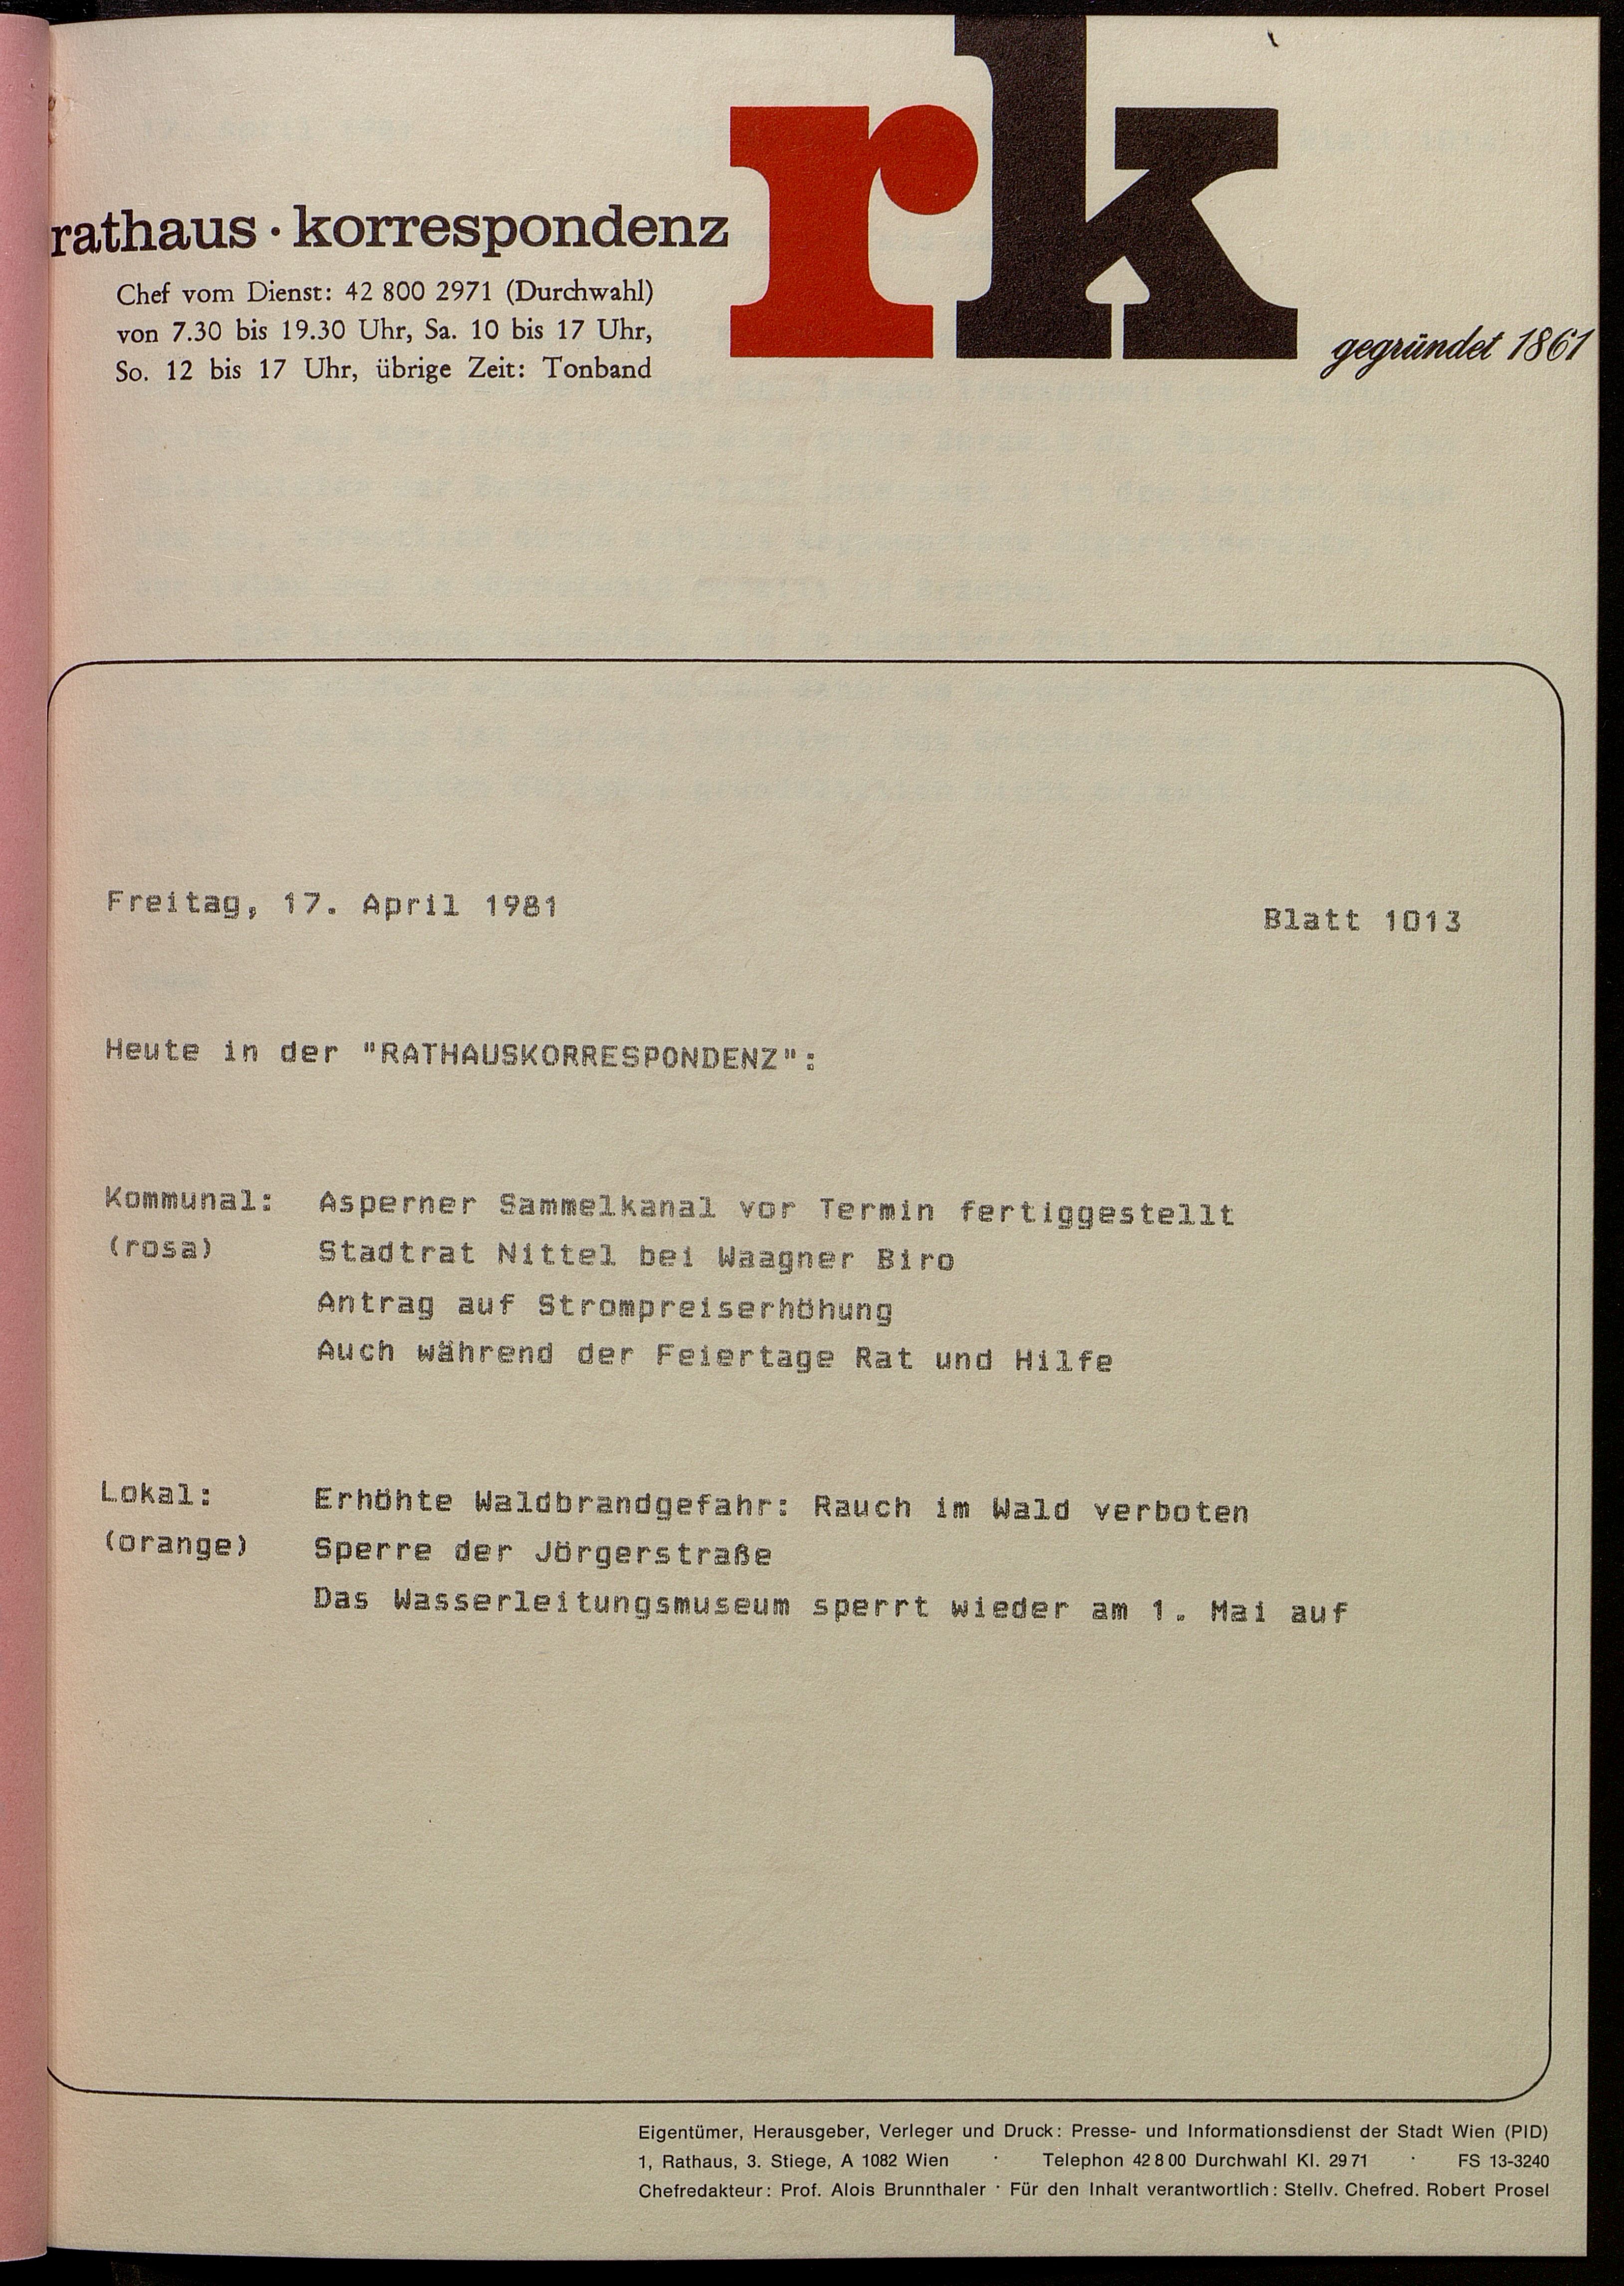 rk
rathaus · korrespondenz
Chef vom Dienst: 42 800 2971 (Durchwahl)
von 7.30 bis 19.30 Uhr, Sa. 10 bis 17 Uhr,
So. 12 bis 17 Uhr, übrige Zeit: Tonband
gegründet 1861
Freitag, 17. April 1981 Blatt 1013
Heute in der "RATHAUSKORRESPONDENZ":
Kommunal: Asperner Sammelkanal vor Termin fertiggestellt
(rosa) Stadtrat Nittel bei Waagner Biro
Antrag auf Strompreiserhöhung
Auch während der Feiertage Rat und Hilfe
Lokal: Erhöhte Waldbrandgefahr: Rauch im Wald verboten
(orange) Sperre der Jörgerstraße
Das Wasserleitungsmuseum sperrt wieder am 1. Mai auf
Eigentümer, Herausgeber, Verleger und Druck: Presse- und Informationsdienst der Stadt Wien (PID)
1, Rathaus, 3. Stiege, A 1082 Wien · Telephon 42 8 00 Durchwahl Kl. 29 71 · FS 13-3240
Chefredakteur: Prof. Alois Brunnthaler · Für den Inhalt verantwortlich: Stellv. Chefred. Robert Prosel